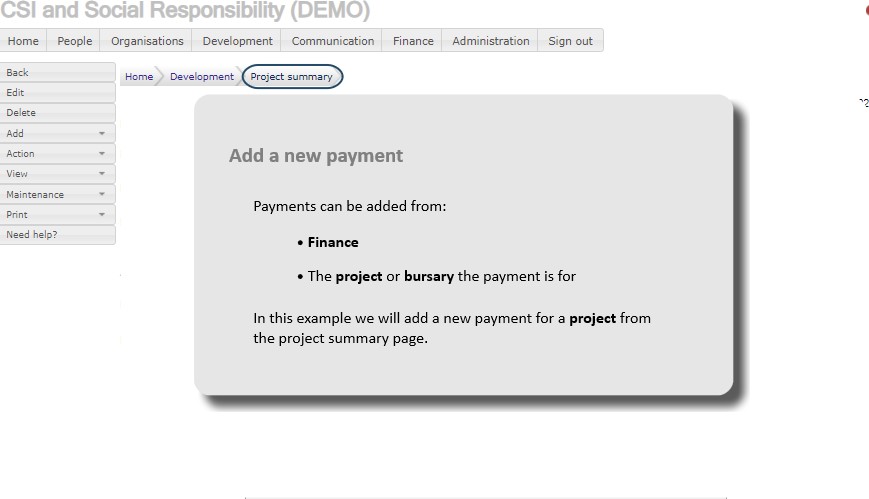 CSI and Social Responsibility (DEMO)
Home People Organisations Development Communication Finance Administration Sign out
Back
Edit
Delete
Add
Action
View
Maintenance
Print
Need help?
Home Development Project summary
Add a new payment
Payments can be added from:
• Finance
• The project or bursary the payment is for
In this example we will add a new payment for a project from
the project summary page.